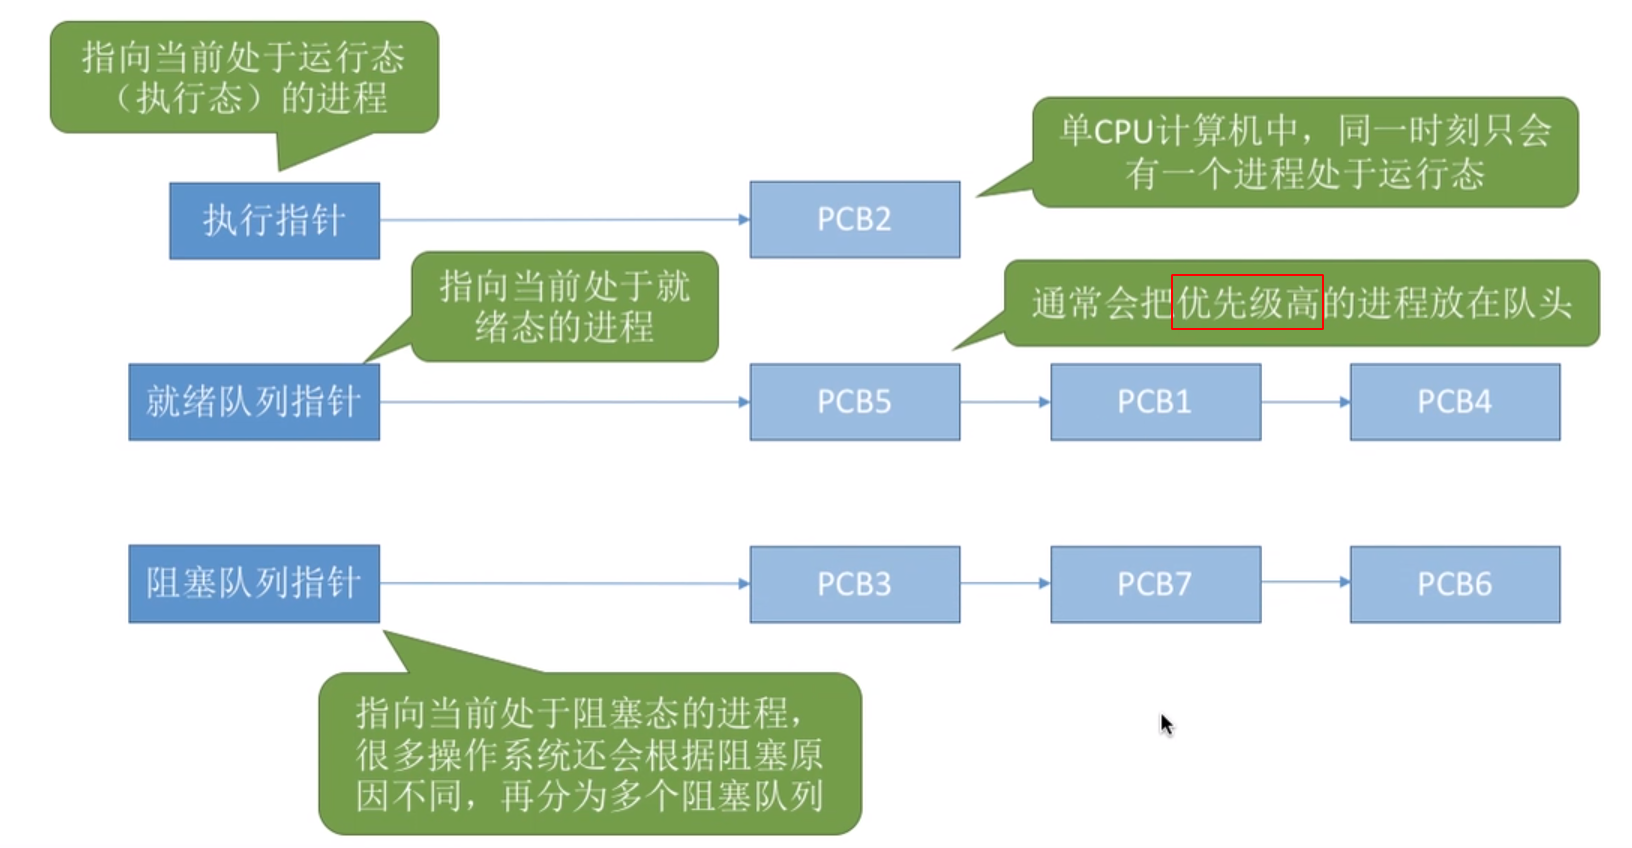 指向当前处于运行态
（执行态）的进程
单CPU计算机中，同一时刻只会
有一个进程处于运行态
执行指针
PCB2
指向当前处于就
绪态的进程
通常会把优先级高的进程放在队头
就绪队列指针
PCB5
PCB1
PCB4
阻塞队列指针
PCB3
PCB7
PCB6
指向当前处于阻塞态的进程，
很多操作系统还会根据阻塞原
因不同，再分为多个阻塞队列